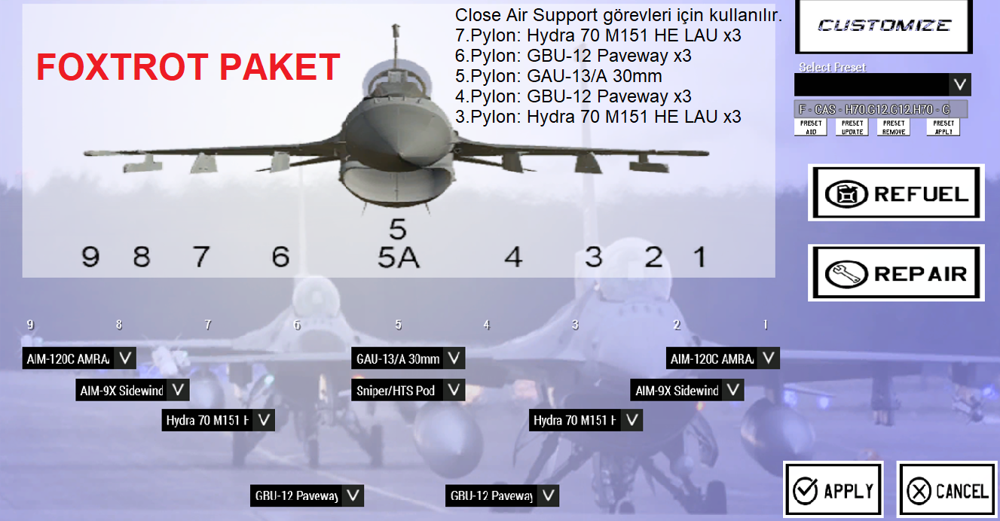 Close Air Support görevleri için kullanılır.
7.Pylon: Hydra 70 M151 HE LAU x3
6.Pylon: GBU-12 Paveway x3
5.Pylon: GAU-13/A 30mm
4.Pylon: GBU-12 Paveway x3
3.Pylon: Hydra 70 M151 HE LAU x3
FOXTROT PAKET
CUSTOMIZE
Select Preset
F - CAS - H70.G12.G12.H70 - G
PRESET ADD
PRESET UPDATE
PRESET REMOVE
PRESET APPLY
REFUEL
REPAIR
5
9 8 7 6 5A 4 3 2 1
9 8 7 6 5 4 3 2 1
AIM-120C AMRA
GAU-13/A 30mm
AIM-120C AMRA
AIM-9X Sidewind
Sniper/HTS Pod
AIM-9X Sidewind
Hydra 70 M151 H
Hydra 70 M151 H
GBU-12 Paveway
GBU-12 Paveway
APPLY
CANCEL